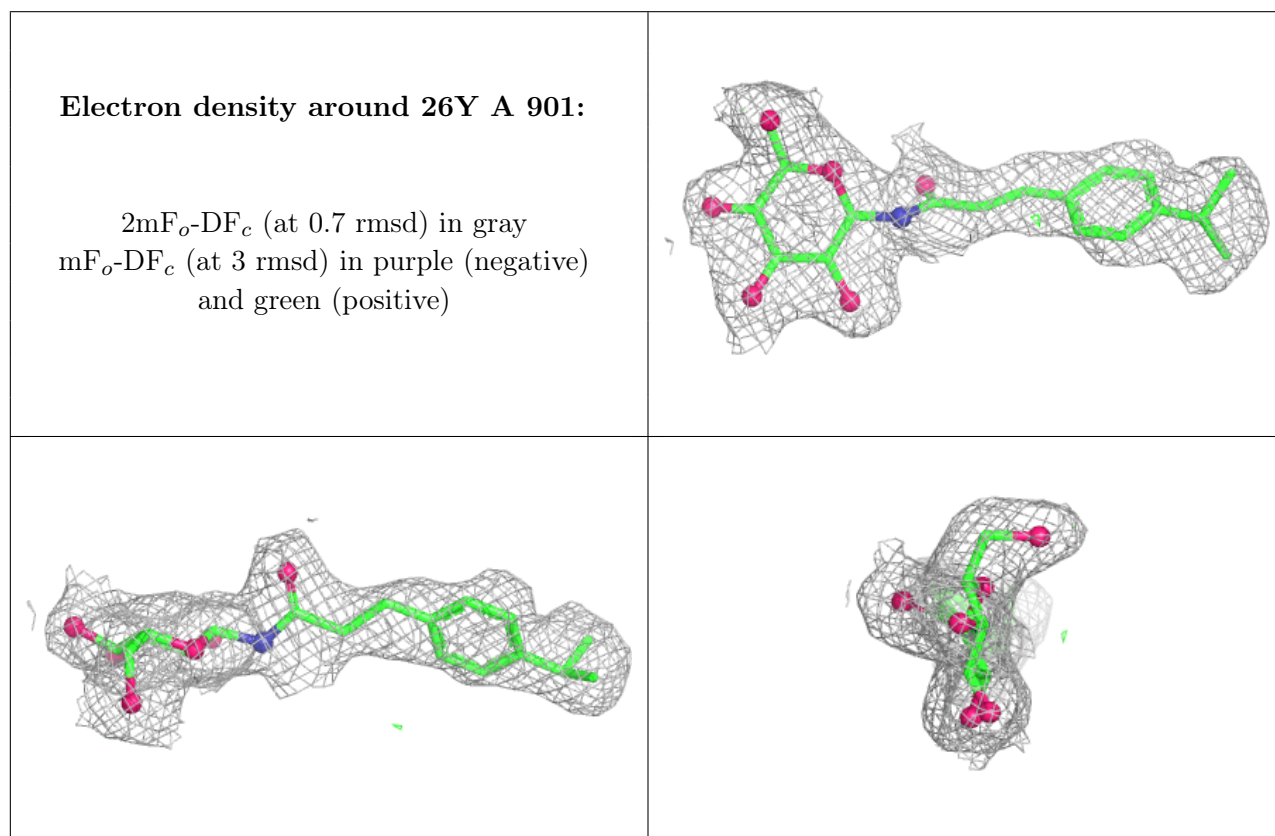 Electron density around 26Y A 901:
2mFo-DFc (at 0.7 rmsd) in gray
mFo-DFc (at 3 rmsd) in purple (negative)
and green (positive)